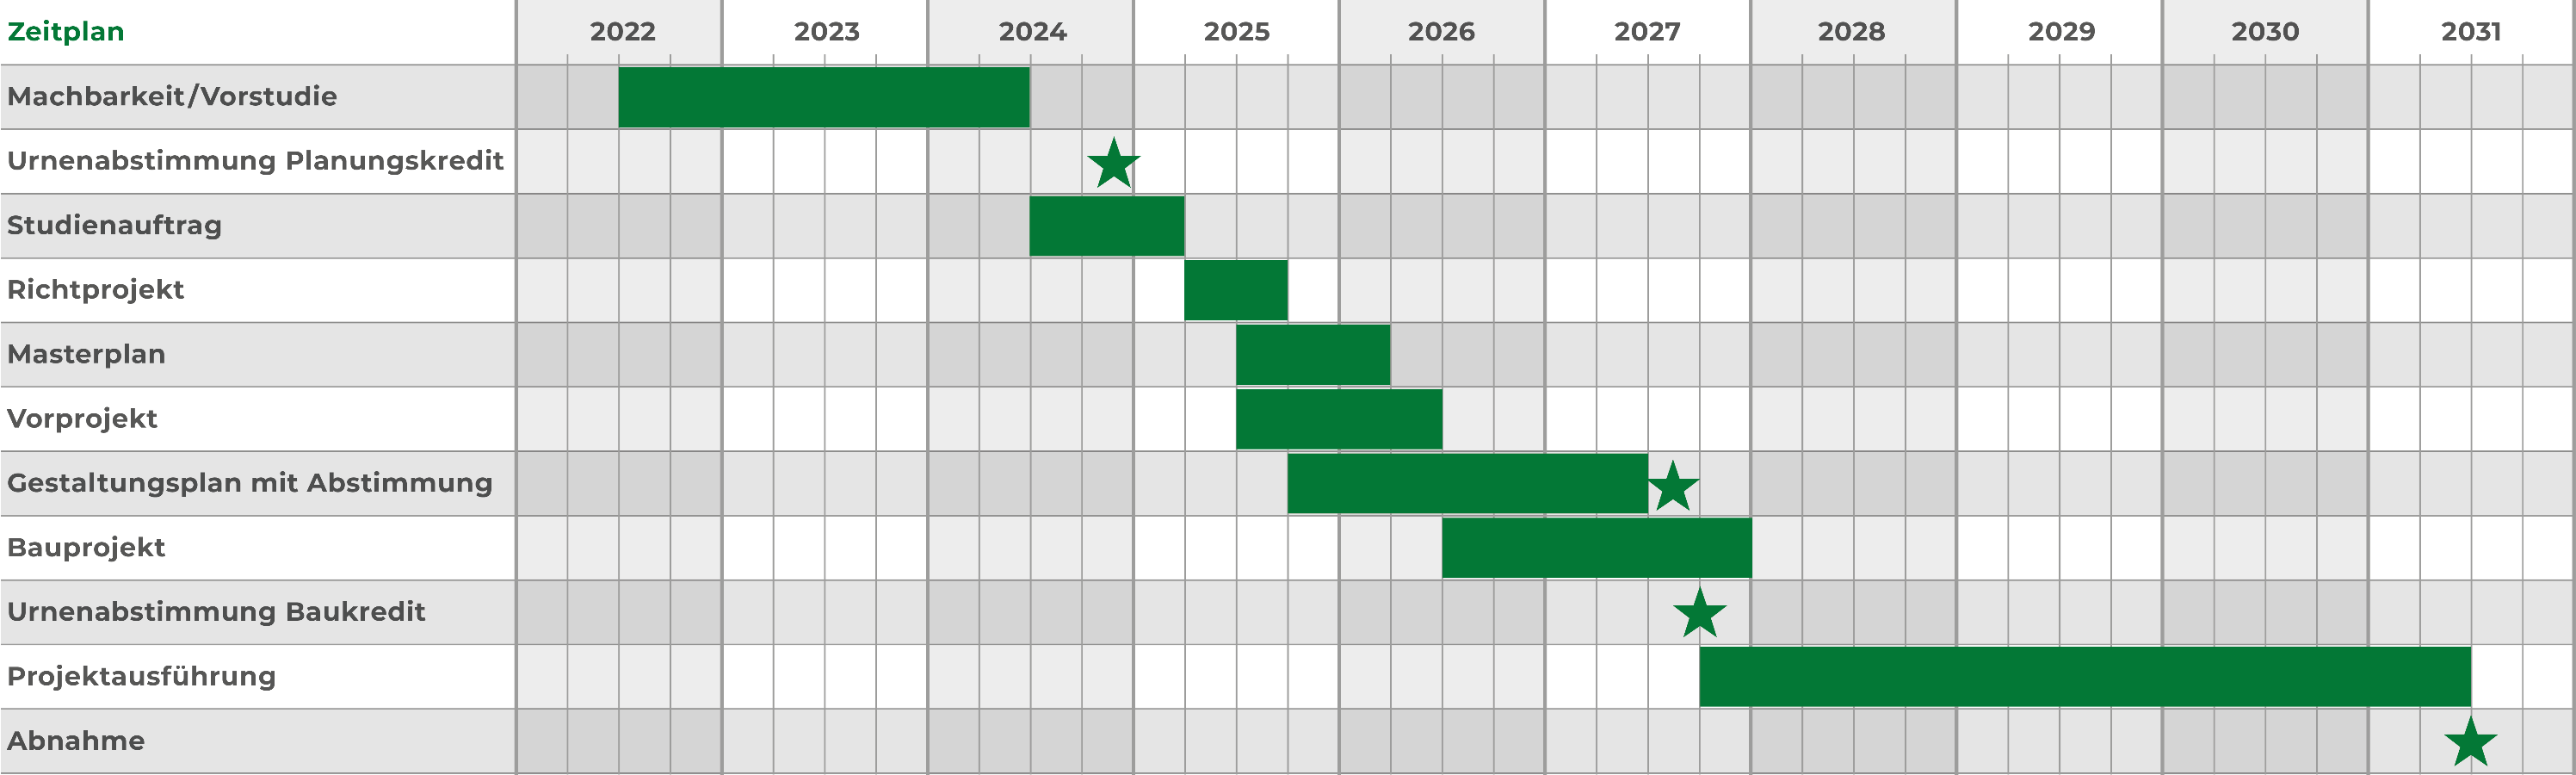 Zeitplan 2022 2023 2024 2025 2026 2027 2028 2029 2030 2031
Machbarkeit/Vorstudie
Urnenabstimmung Planungskredit
Studienauftrag
Richtprojekt
Masterplan
Vorprojekt
Gestaltungsplan mit Abstimmung
Bauprojekt
Urnenabstimmung Baukredit
Projektausführung
Abnahme